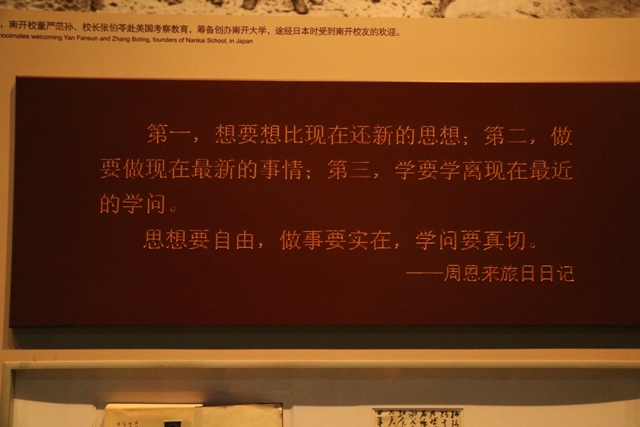 ，南开校董严范孙、校长张伯苓赴美国考察教育，筹备创办南开大学，途经日本时受到南开校友的欢迎。
hoolmates welcoming Yan Fansun and Zhang Boling, founders of Nankai School, in Japan
第一，想要想比现在还新的思想；第二，做
要做现在最新的事情；第三，学要学离现在最近
的学问。
思想要自由，做事要实在，学问要真切。
——周恩来旅日日记